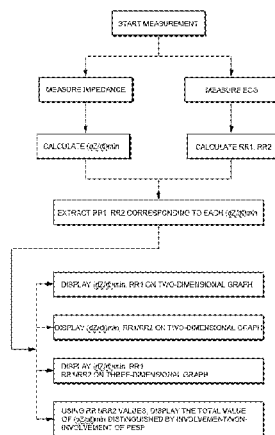 START MEASUREMENT
MEASURE IMPEDANCE
MEASURE ECG
CALCULATE (dZ/dt)min
CALCULATE RR1, RR2
EXTRACT RR1, RR2 CORRESPONDING TO EACH (dZ/dt)min
DISPLAY (dZ/dt)min, RR1 ON TWO-DIMENSIONAL GRAPH
DISPLAY (dZ/dt)min, RR1/RR2 ON TWO-DIMENSIONAL GRAPH
DISPLAY (dZ/dt)min, RR1
RR1/RR2 ON THREE-DIMENSIONAL GRAPH
USING RR1/RR2 VALUES, DISPLAY THE TOTAL VALUE
OF (dZ/dt)min DISTINGUISHED BY INVOLVEMENT/NON-
INVOLVEMENT OF PESP